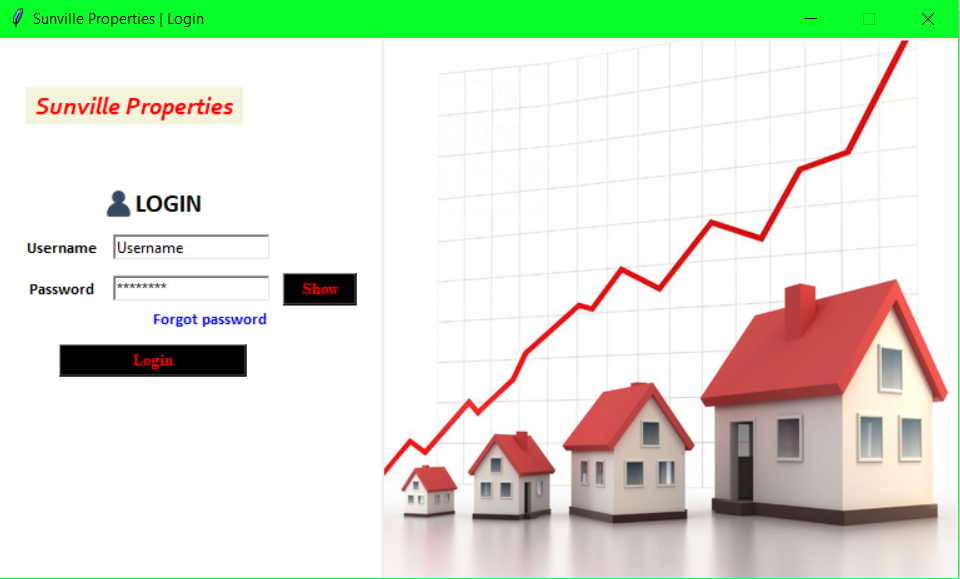 Sunville Properties | Login
Sunville Properties
LOGIN
Username Username
Password ******** Show
Forgot password
Login